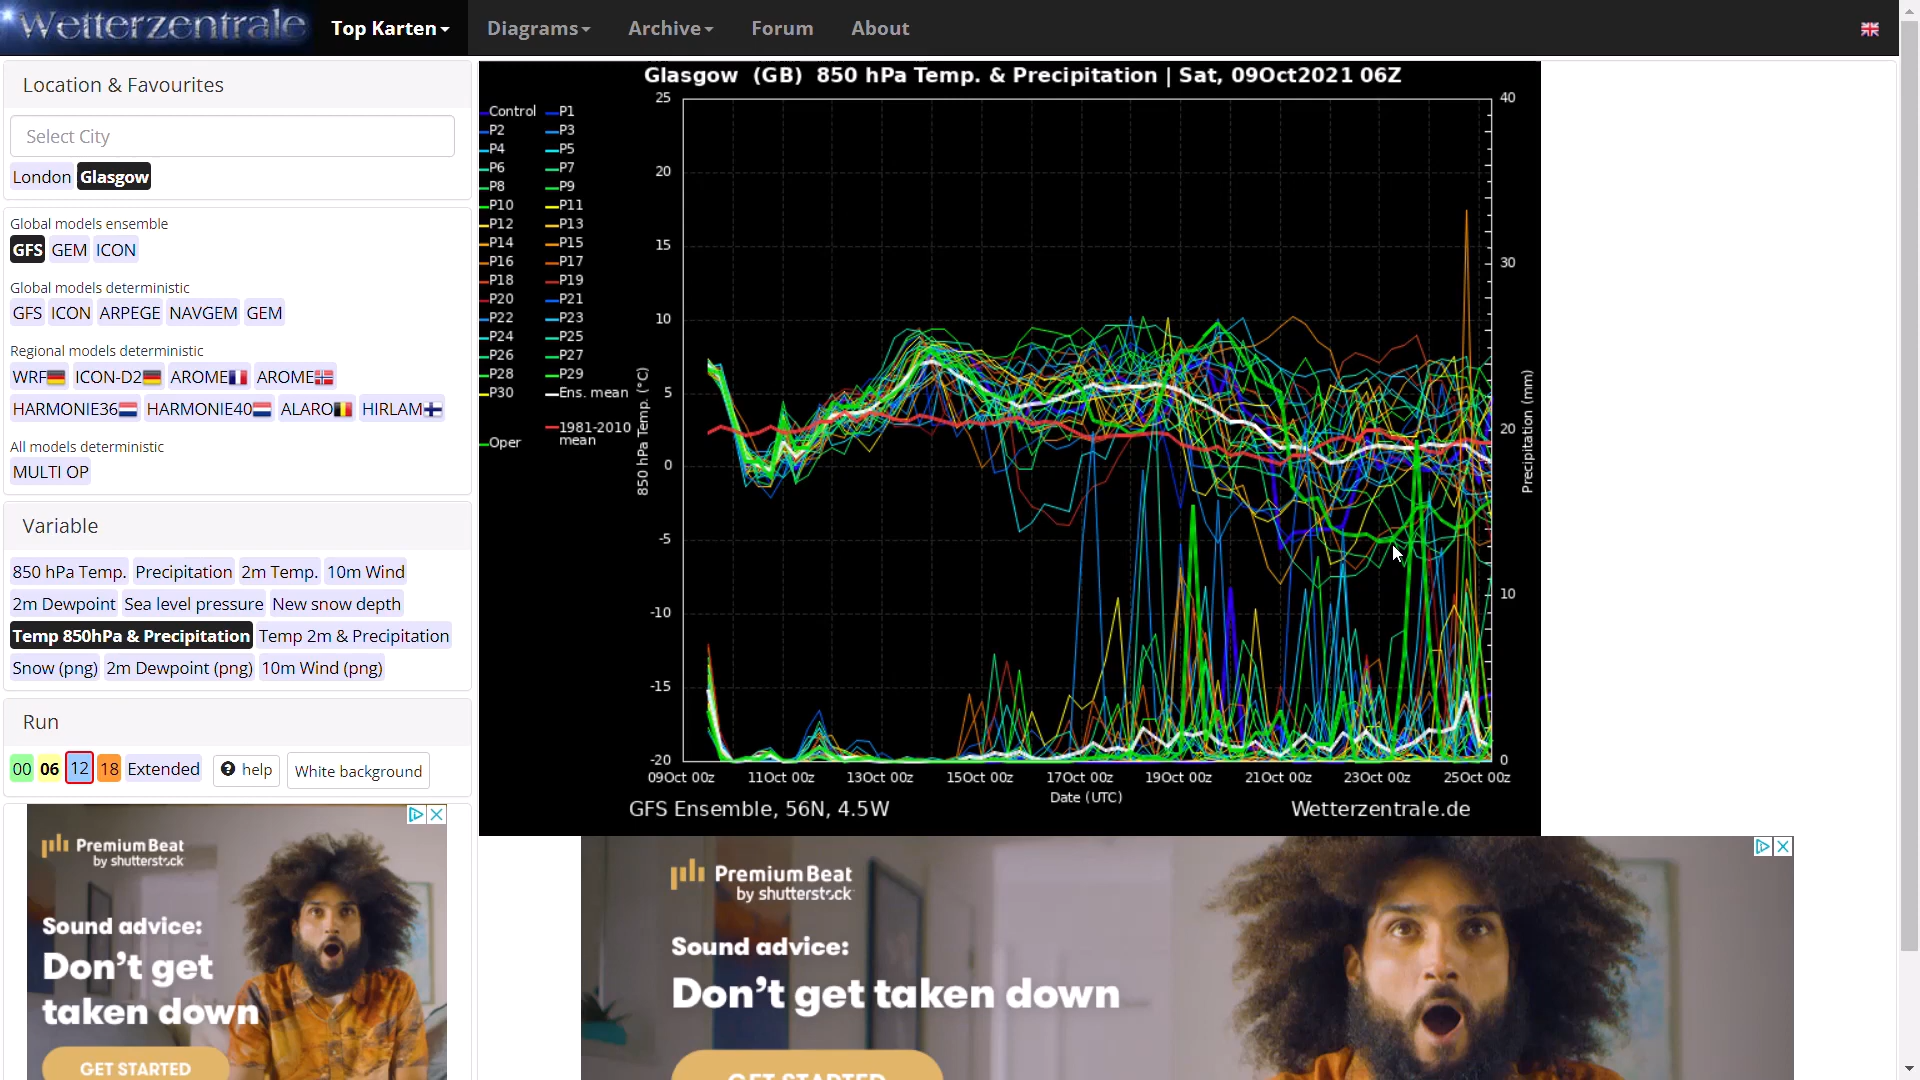 Wetterzentrale
Top Karten
Diagrams
Archive
Forum
About
Location & Favourites
Select City
London Glasgow
Global models ensemble
GFS GEM ICON
Global models deterministic
GFS ICON ARPEGE NAVGEM GEM
Regional models deterministic
WRF ICON-D2 AROME AROME
HARMONIE36 HARMONIE40 ALARO HIRLAM
All models deterministic
MULTI OP
Variable
850 hPa Temp. Precipitation 2m Temp. 10m Wind
2m Dewpoint Sea level pressure New snow depth
Temp 850hPa & Precipitation Temp 2m & Precipitation
Snow (png) 2m Dewpoint (png) 10m Wind (png)
Run
00 06 12 18 Extended help White background
Glasgow (GB) 850 hPa Temp. & Precipitation | Sat, 09Oct2021 06Z
Control P1
P2 P3
P4 P5
P6 P7
P8 P9
P10 P11
P12 P13
P14 P15
P16 P17
P18 P19
P20 P21
P22 P23
P24 P25
P26 P27
P28 P29
P30 Ens. mean
Oper 1981-2010
mean
850 hPa Temp. (°C)
25
20
15
10
5
0
-5
-10
-15
-20
40
30
20
10
0
Precipitation (mm)
09Oct 00z 11Oct 00z 13Oct 00z 15Oct 00z 17Oct 00z 19Oct 00z 21Oct 00z 23Oct 00z 25Oct 00z
Date (UTC)
GFS Ensemble, 56N, 4.5W
Wetterzentrale.de
PremiumBeat
by shutterstock
Sound advice:
Don't get
taken down
GET STARTED
PremiumBeat
by shutterstock
Sound advice:
Don't get taken down
GET STARTED